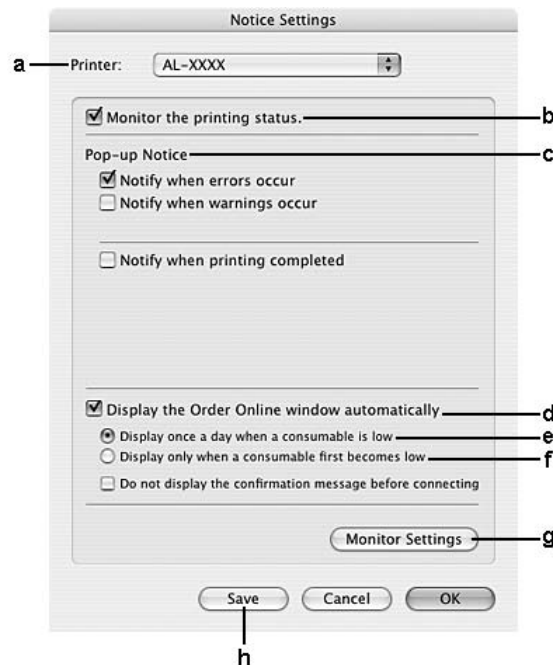 Notice Settings
a Printer: AL-XXXX
Monitor the printing status. b
Pop-up Notice c
Notify when errors occur
Notify when warnings occur
Notify when printing completed
Display the Order Online window automatically d
Display once a day when a consumable is low e
Display only when a consumable first becomes low f
Do not display the confirmation message before connecting
Monitor Settings g
Save Cancel OK
h